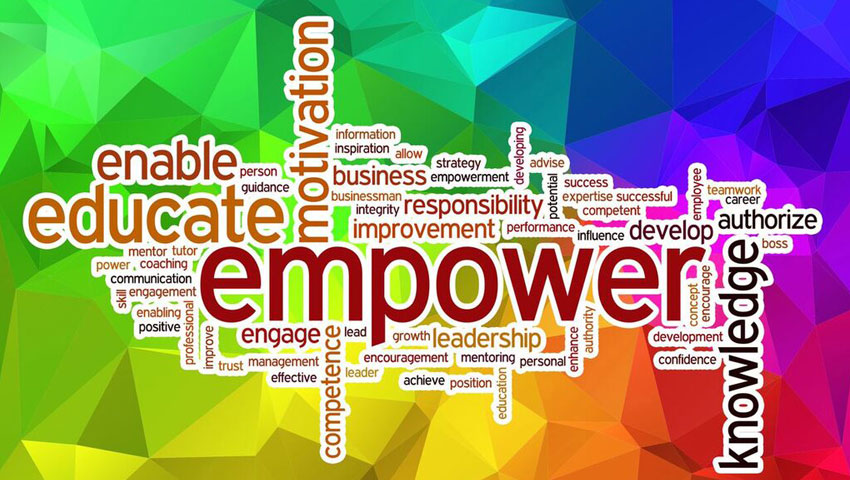 motivation
information
inspiration
allow
strategy
developing
advise
enable
person
guidance
business
empowerment
potential
success
employee
teamwork
career
educate
businessman
integrity
responsibility
expertise
successful
competent
improvement
performance
influence
develop
authorize
boss
mentor
tutor
power
coaching
communication
skill
engagement
empower
concept
encourage
knowledge
enabling
positive
professional
improve
engage
lead
growth
leadership
enhance
authority
development
trust
management
competence
encouragement
mentoring
personal
confidence
effective
leader
achieve
position
education